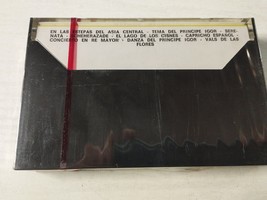 EN LAS ESTEPAS DEL ASIA CENTRAL - TEMA DEL PRINCIPE IGOR - SERE-
NATA - SCHEHERAZADE - EL LAGO DE LOS CISNES - CAPRICHO ESPAÑOL -
CONCIERTO EN RE MAYOR - DANZA DEL PRINCIPE IGOR - VALS DE LAS
FLORES